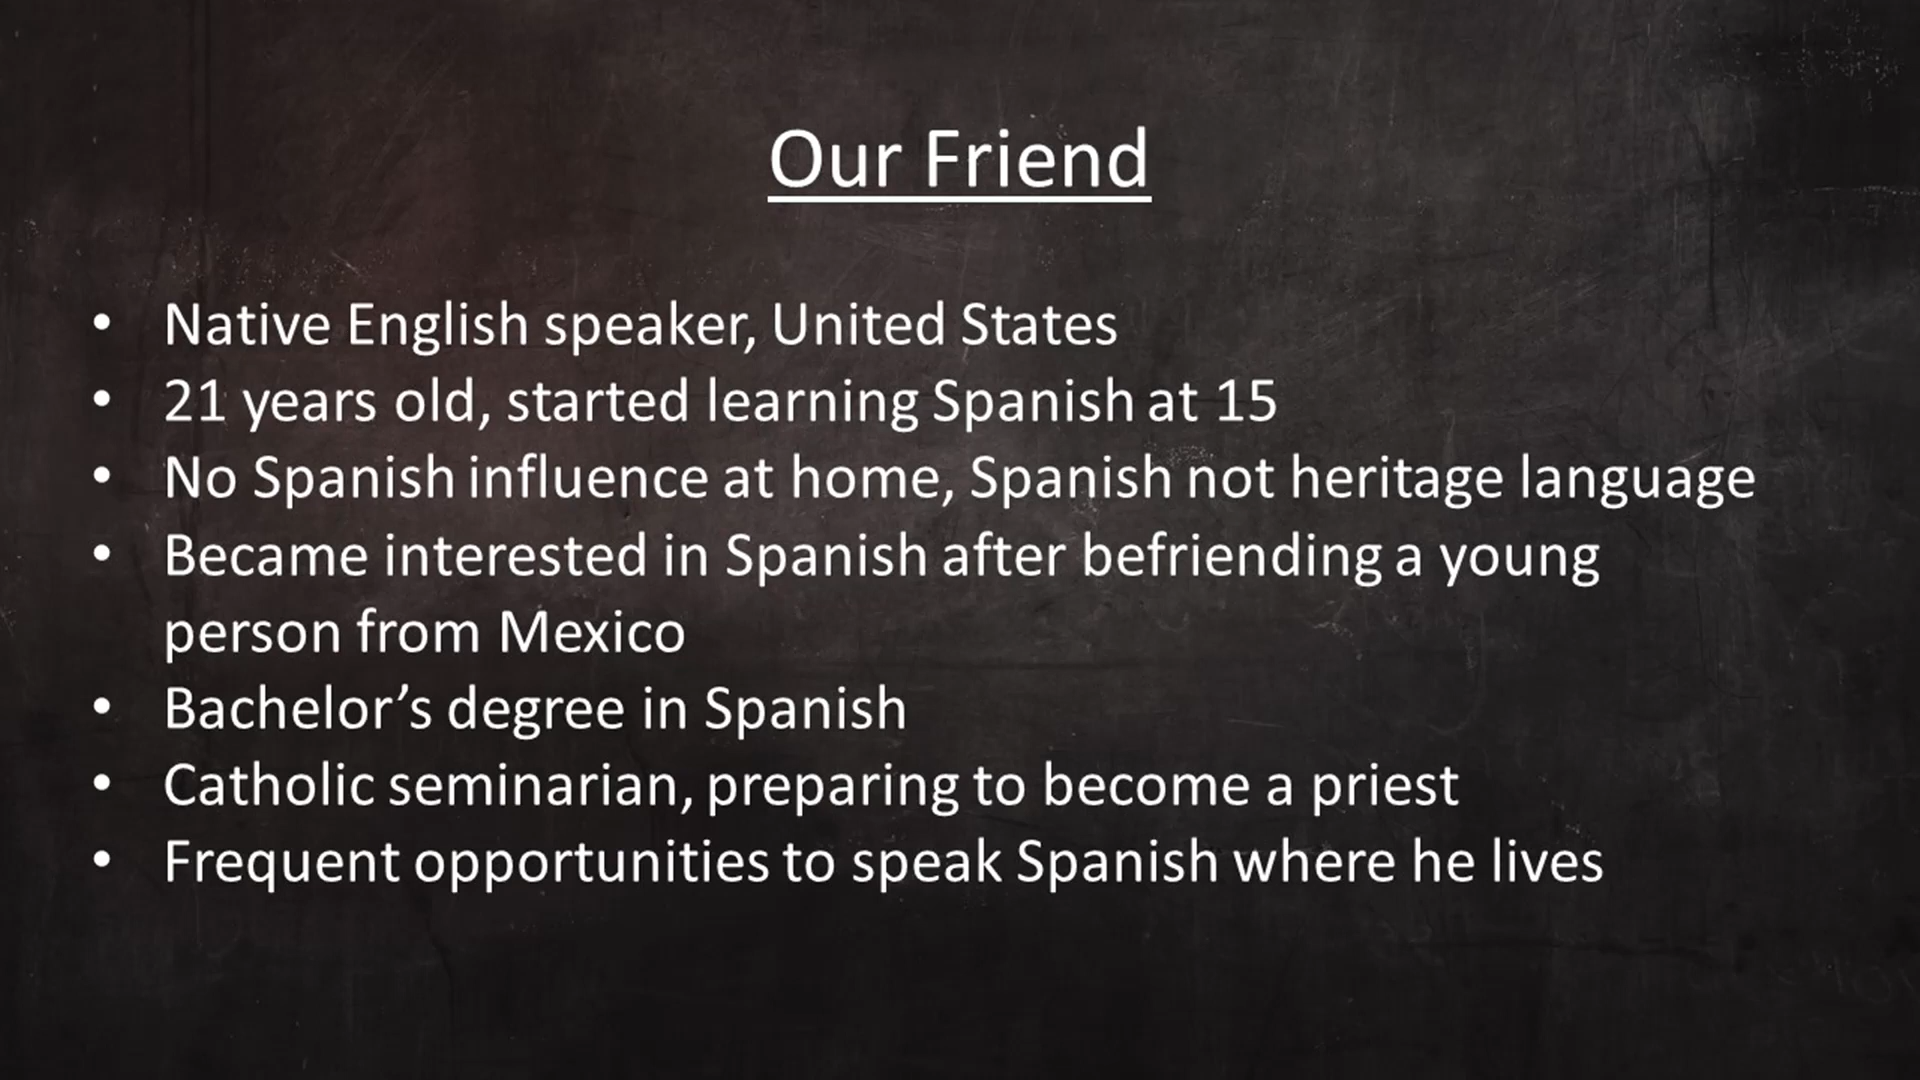 Our Friend
• Native English speaker, United States
• 21 years old, started learning Spanish at 15
• No Spanish influence at home, Spanish not heritage language
• Became interested in Spanish after befriending a young
person from Mexico
• Bachelor’s degree in Spanish
• Catholic seminarian, preparing to become a priest
• Frequent opportunities to speak Spanish where he lives